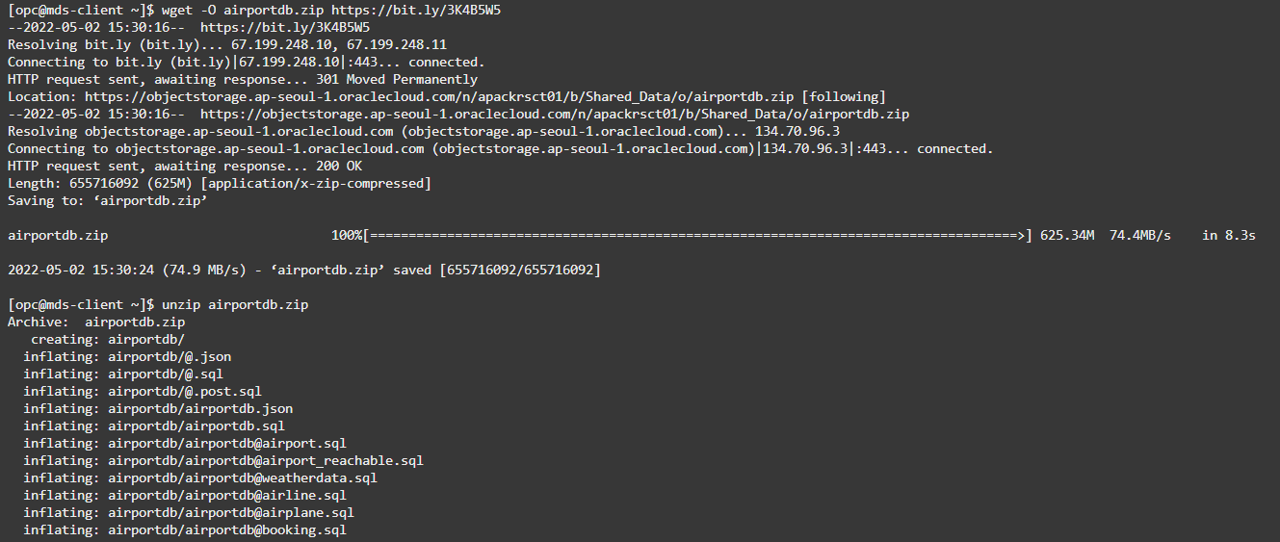 [opc@mds-client ~]$ wget -O airportdb.zip https://bit.ly/3K4B5W5
--2022-05-02 15:30:16--  https://bit.ly/3K4B5W5
Resolving bit.ly (bit.ly)... 67.199.248.10, 67.199.248.11
Connecting to bit.ly (bit.ly)|67.199.248.10|:443... connected.
HTTP request sent, awaiting response... 301 Moved Permanently
Location: https://objectstorage.ap-seoul-1.oraclecloud.com/n/apackrsct01/b/Shared_Data/o/airportdb.zip [following]
--2022-05-02 15:30:16--  https://objectstorage.ap-seoul-1.oraclecloud.com/n/apackrsct01/b/Shared_Data/o/airportdb.zip
Resolving objectstorage.ap-seoul-1.oraclecloud.com (objectstorage.ap-seoul-1.oraclecloud.com)... 134.70.96.3
Connecting to objectstorage.ap-seoul-1.oraclecloud.com (objectstorage.ap-seoul-1.oraclecloud.com)|134.70.96.3|:443... connected.
HTTP request sent, awaiting response... 200 OK
Length: 655716092 (625M) [application/x-zip-compressed]
Saving to: ‘airportdb.zip’
airportdb.zip                             100%[====================================================================================>] 625.34M  74.4MB/s    in 8.3s
2022-05-02 15:30:24 (74.9 MB/s) - ‘airportdb.zip’ saved [655716092/655716092]
[opc@mds-client ~]$ unzip airportdb.zip
Archive:  airportdb.zip
   creating: airportdb/
  inflating: airportdb/@.json
  inflating: airportdb/@.sql
  inflating: airportdb/@.post.sql
  inflating: airportdb/airportdb.json
  inflating: airportdb/airportdb.sql
  inflating: airportdb/airportdb@airport.sql
  inflating: airportdb/airportdb@airport_reachable.sql
  inflating: airportdb/airportdb@weatherdata.sql
  inflating: airportdb/airportdb@airline.sql
  inflating: airportdb/airportdb@airplane.sql
  inflating: airportdb/airportdb@booking.sql